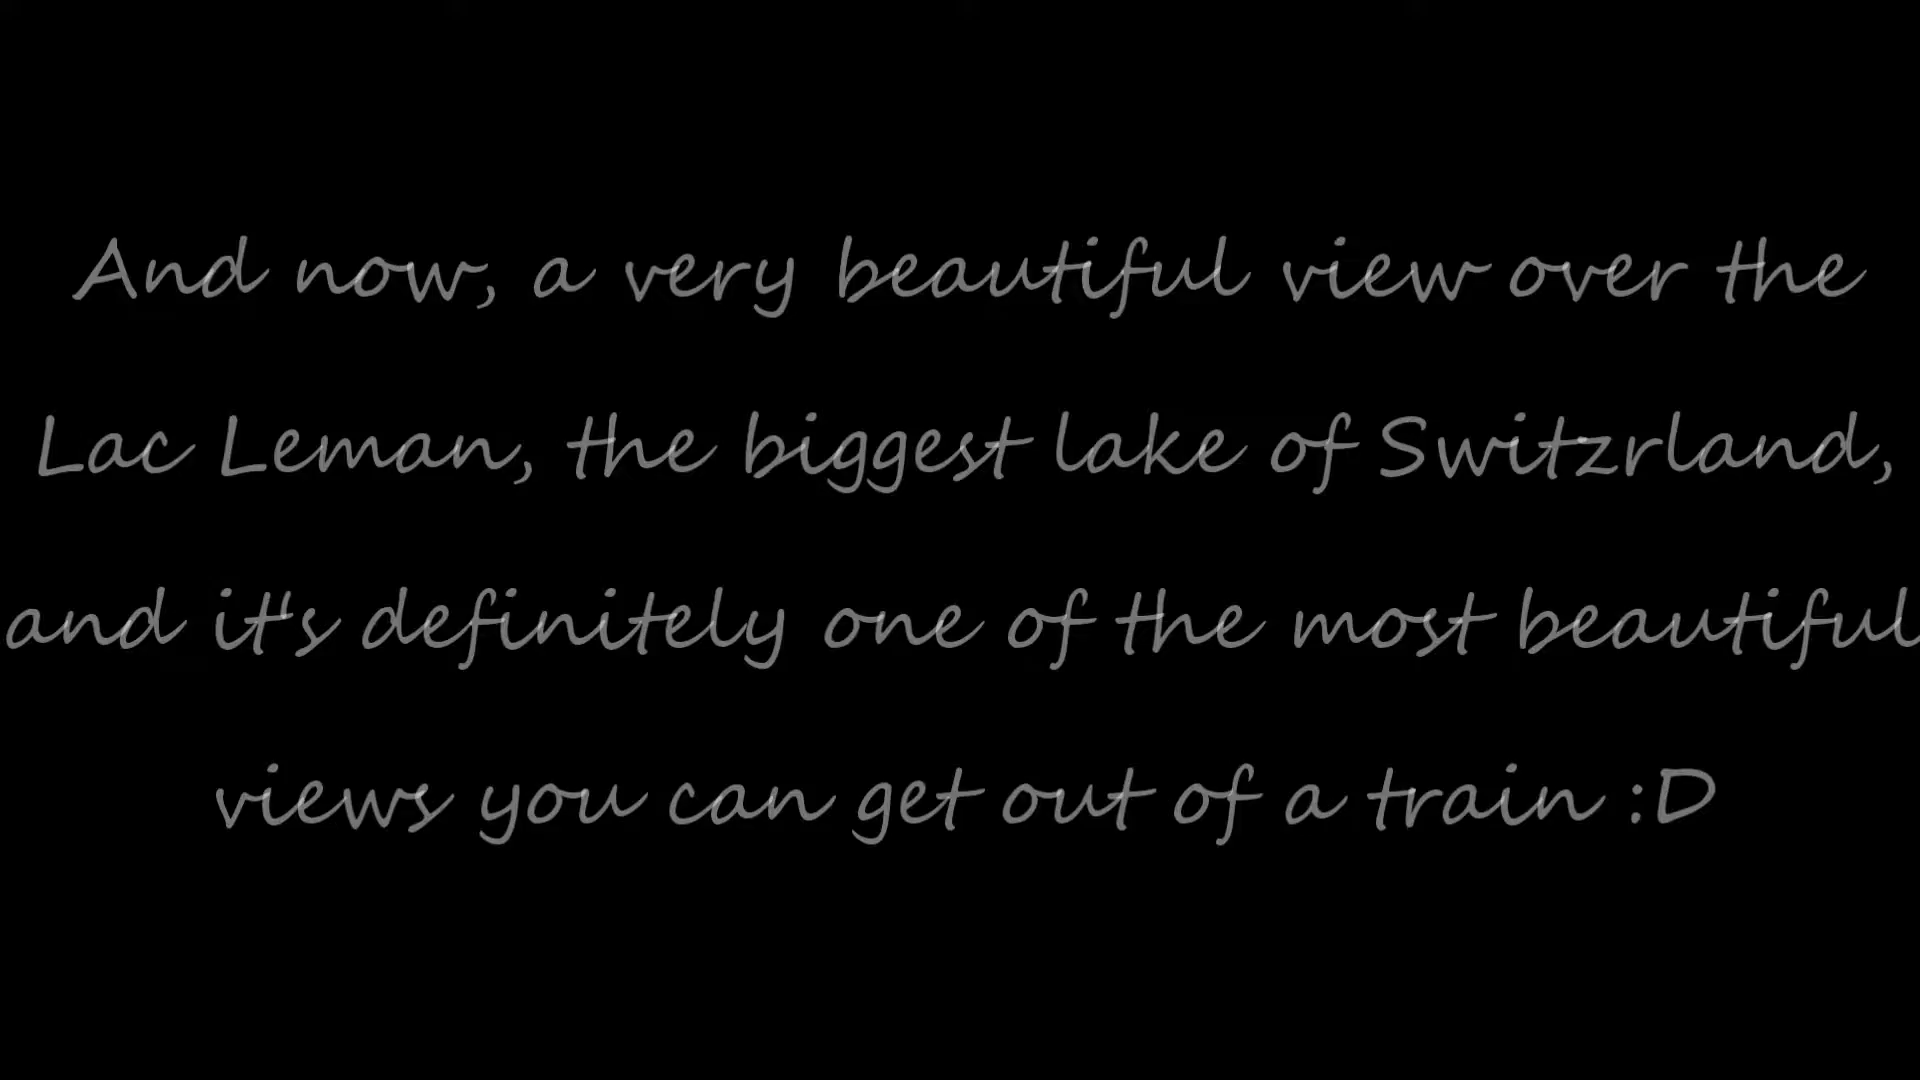 And now, a very beautiful view over the
Lac Leman, the biggest lake of Switzrland,
and it's definitely one of the most beautiful
views you can get out of a train :D